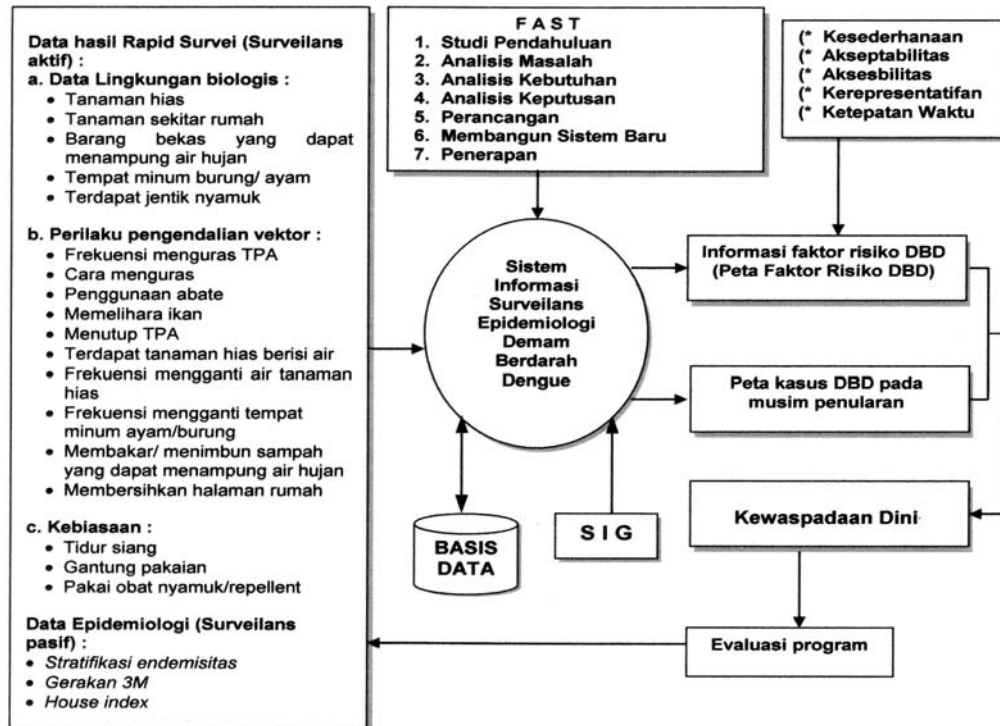 Data hasil Rapid Survei (Surveilans
aktif) :
a. Data Lingkungan biologis :
• Tanaman hias
• Tanaman sekitar rumah
• Barang bekas yang dapat
menampung air hujan
• Tempat minum burung/ ayam
• Terdapat jentik nyamuk
b. Perilaku pengendalian vektor :
• Frekuensi menguras TPA
• Cara menguras
• Penggunaan abate
• Memelihara ikan
• Menutup TPA
• Terdapat tanaman hias berisi air
• Frekuensi mengganti air tanaman
hias
• Frekuensi mengganti tempat
minum ayam/burung
• Membakar/ menimbun sampah
yang dapat menampung air hujan
• Membersihkan halaman rumah
c. Kebiasaan :
• Tidur siang
• Gantung pakaian
• Pakai obat nyamuk/repellent
Data Epidemiologi (Surveilans
pasif) :
• Stratifikasi endemisitas
• Gerakan 3M
• House index
F A S T
1. Studi Pendahuluan
2. Analisis Masalah
3. Analisis Kebutuhan
4. Analisis Keputusan
5. Perancangan
6. Membangun Sistem Baru
7. Penerapan
(* Kesederhanaan
(* Akseptabilitas
(* Aksesbilitas
(* Kerepresentatifan
(* Ketepatan Waktu
Sistem
Informasi
Surveilans
Epidemiologi
Demam
Berdarah
Dengue
Informasi faktor risiko DBD
(Peta Faktor Risiko DBD)
Peta kasus DBD pada
musim penularan
BASIS
DATA
S I G
Kewaspadaan Dini
Evaluasi program